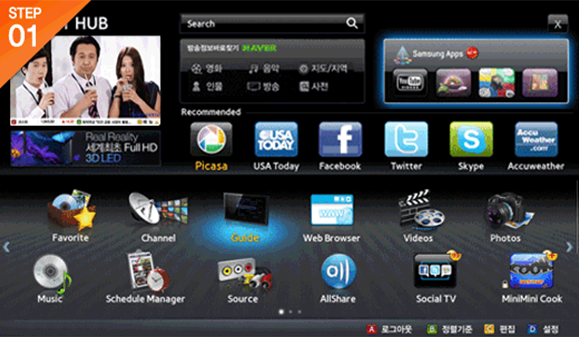 STEP
01
HUB
Search
X
방송정보바로찾기 NAVER
영화 음악 지도/지역
인물 방송 사전
Samsung Apps
You Tube
Real Reality
세계최초 Full HD
3D LED
Recommended
USA TODAY
Accu Weather .com
Picasa USA Today Facebook Twitter Skype Accuweather
WWW
Favorite Channel Guide Web Browser Videos Photos
Music Schedule Manager Source AllShare Social TV MiniMini Cook
A 로그아웃 B 정렬기준 C 편집 D 설정